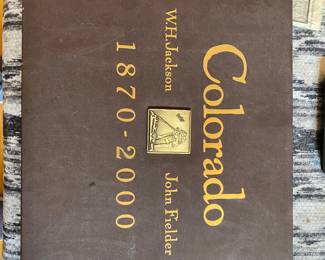 Colorado
W.H.Jackson John Fielder
1870-2000